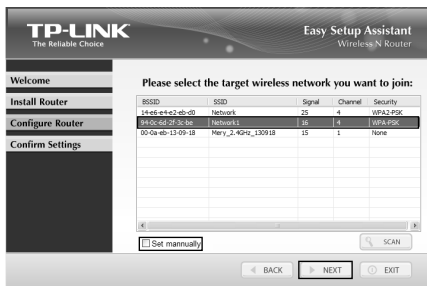 TP-LINK
The Reliable Choice
Easy Setup Assistant
Wireless N Router
Welcome
Install Router
Configure Router
Confirm Settings
Please select the target wireless network you want to join:
BSSID SSID Signal Channel Security
14-e6-e4-e2-eb-d0 Network 25 4 WPA2-PSK
94-0c-6d-2f-3c-be Network1 16 4 WPA-PSK
00-0a-eb-13-09-18 Mery_2.4GHz_130918 15 1 None
Set mannually
SCAN
BACK
NEXT
EXIT